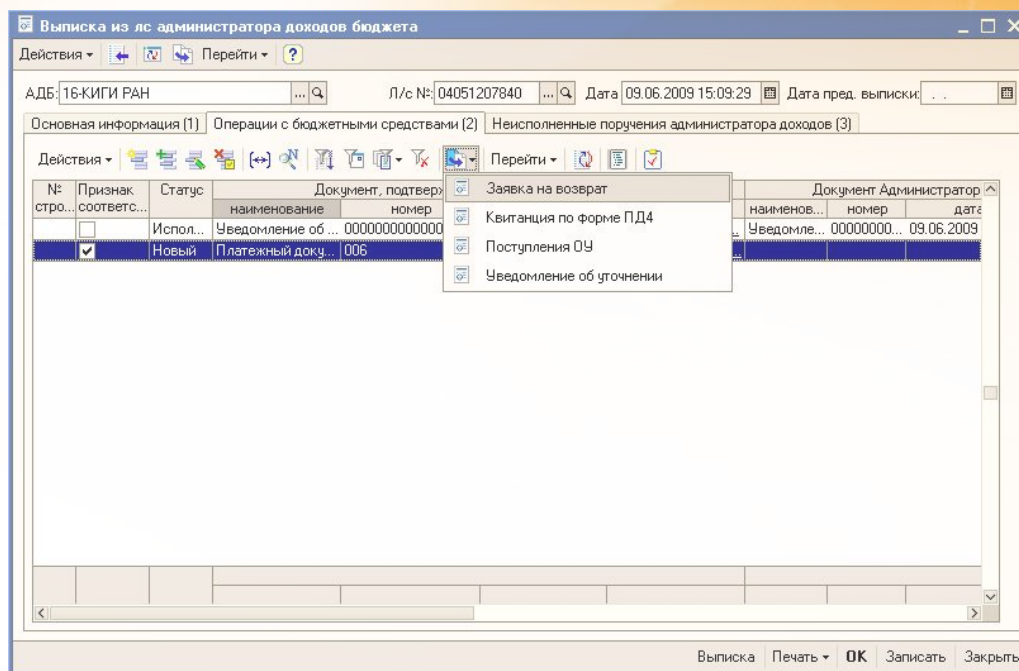 Выписка из лс администратора доходов бюджета
Действия Перейти ?
АДБ: 16-КИГИ РАН ... Л/с №: 04051207840 ... Дата 09.06.2009 15:09:29 Дата пред. выписки: . .
Основная информация (1) Операции с бюджетными средствами (2) Неисполненные поручения администратора доходов (3)
Действия Перейти
№ Признак Статус Документ, подтверж Документ Администратор
стро... соответс... наименование номер наименов... номер дата
Испол... Уведомление об ... 0000000000000 Уведомле... 00000000... 09.06.2009
Новый Платежный доку... 006
Заявка на возврат
Квитанция по форме ПД4
Поступления ОУ
Уведомление об уточнении
Выписка Печать OK Записать Закрыть